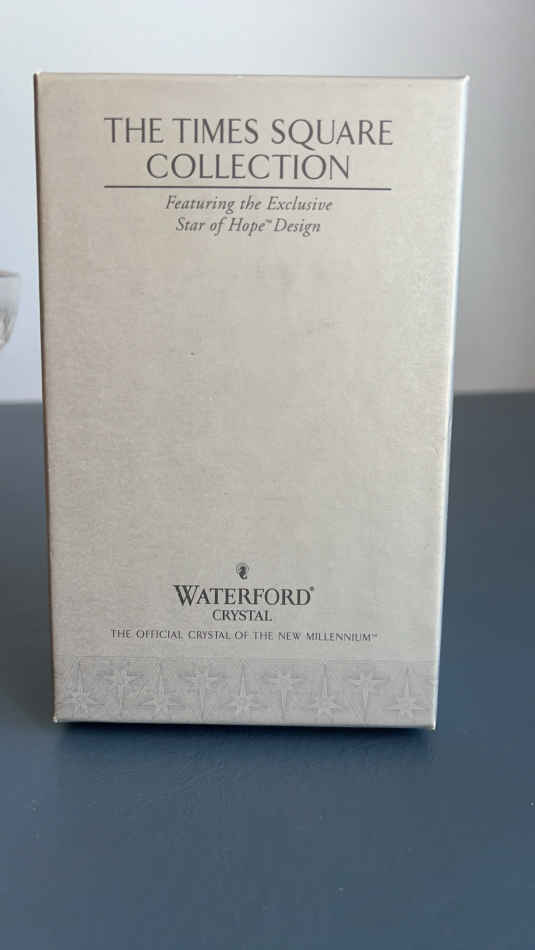 THE TIMES SQUARE
COLLECTION
Featuring the Exclusive
Star of Hope™ Design
WATERFORD®
CRYSTAL
THE OFFICIAL CRYSTAL OF THE NEW MILLENNIUM™